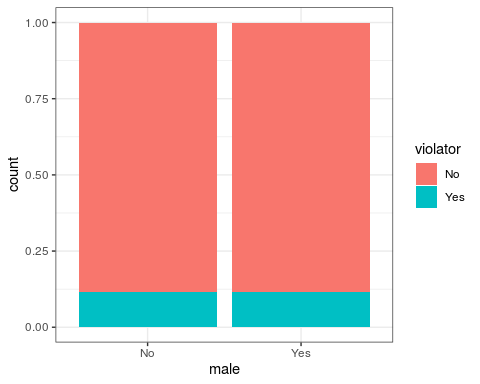 1.00
0.75
0.50
0.25
0.00
count
No
Yes
male
violator
No
Yes